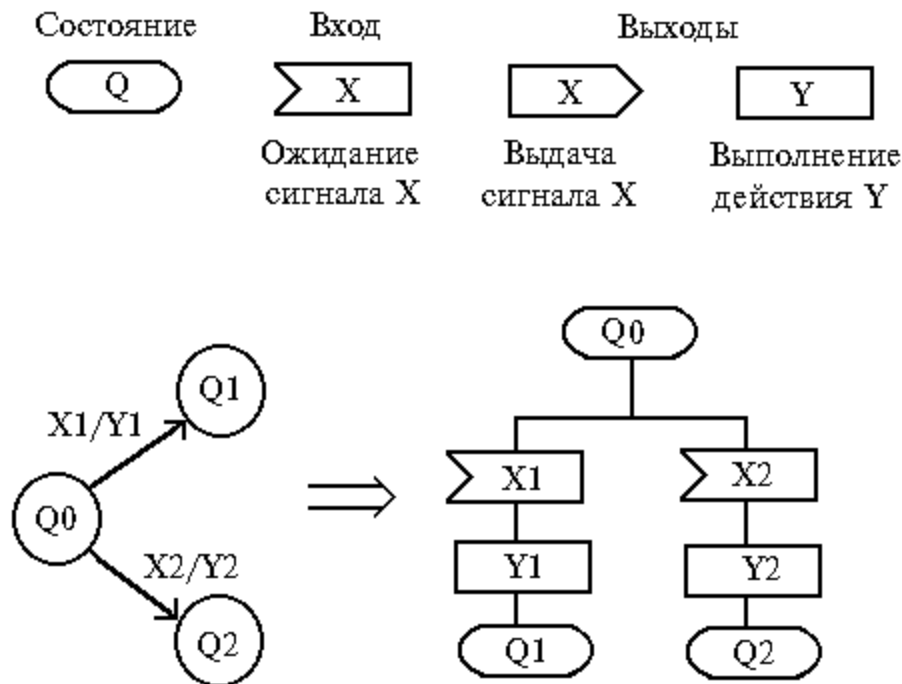 Состояние Вход Выходы
Q X X Y
Ожидание Выдача Выполнение
сигнала X сигнала X действия Y
Q0
Q1
X1/Y1
X1 X2
Q0
X2/Y2
Y1 Y2
Q2
Q1 Q2